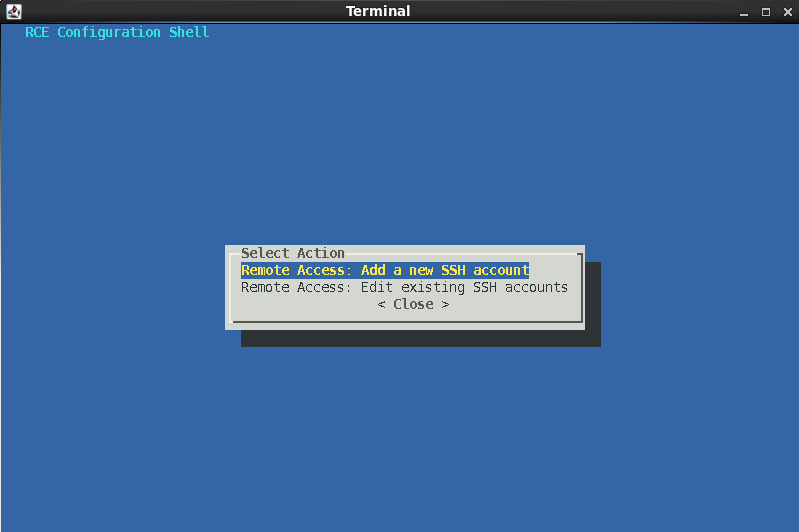 Terminal
RCE Configuration Shell
Select Action
Remote Access: Add a new SSH account
Remote Access: Edit existing SSH accounts
< Close >